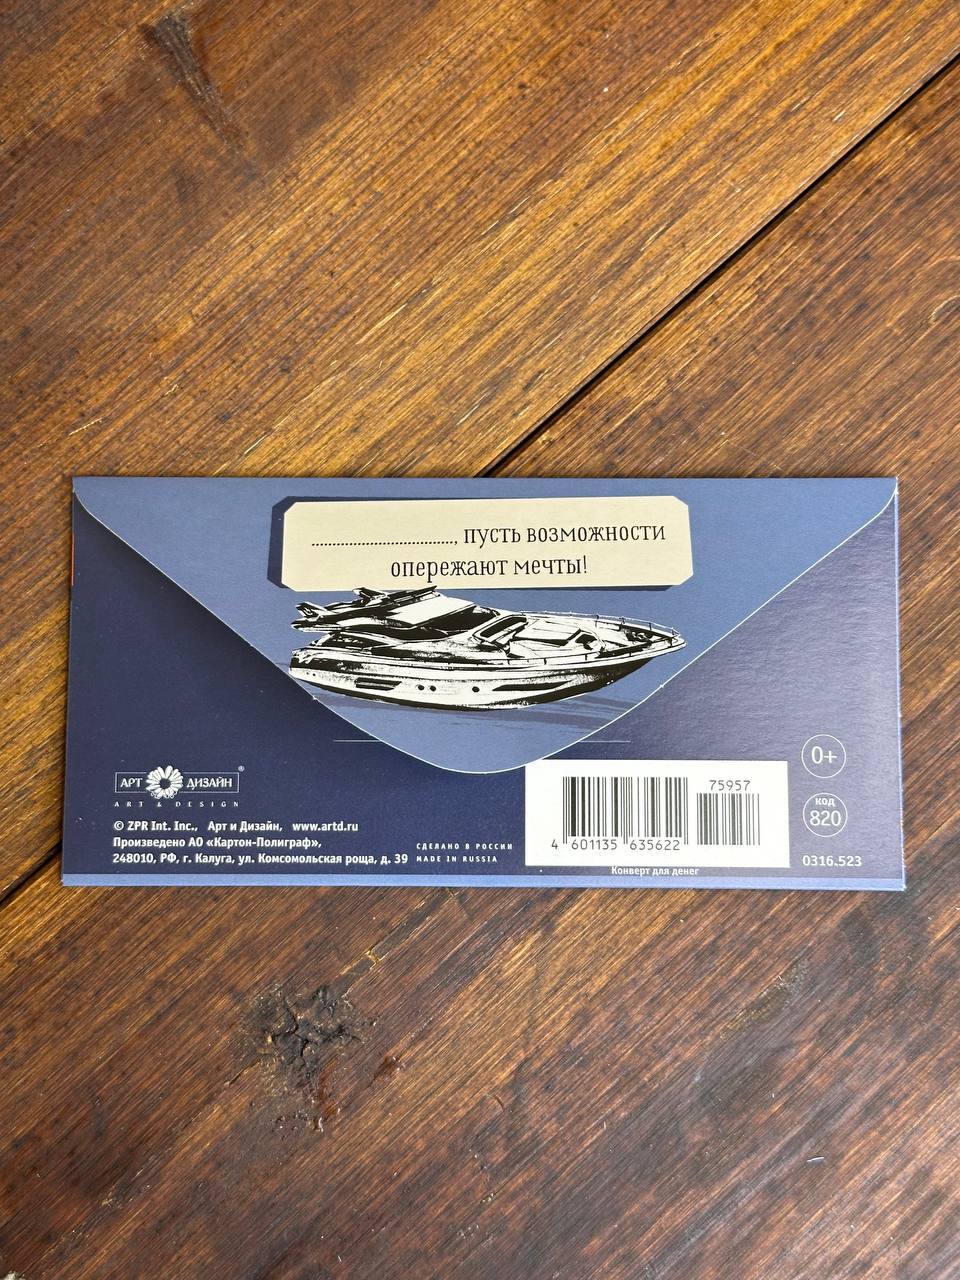 ................................, пусть возможности
опережают мечты!
АРТ ДИЗАЙН®
ART & DESIGN
© ZPR Int. Inc., Арт и Дизайн, www.artd.ru
Произведено АО «Картон-Полиграф»,
248010, РФ, г. Калуга, ул. Комсомольская роща, д. 39
СДЕЛАНО В РОССИИ
MADE IN RUSSIA
75957
4 601135 635622
Конверт для денег
0+
код
820
0316.523